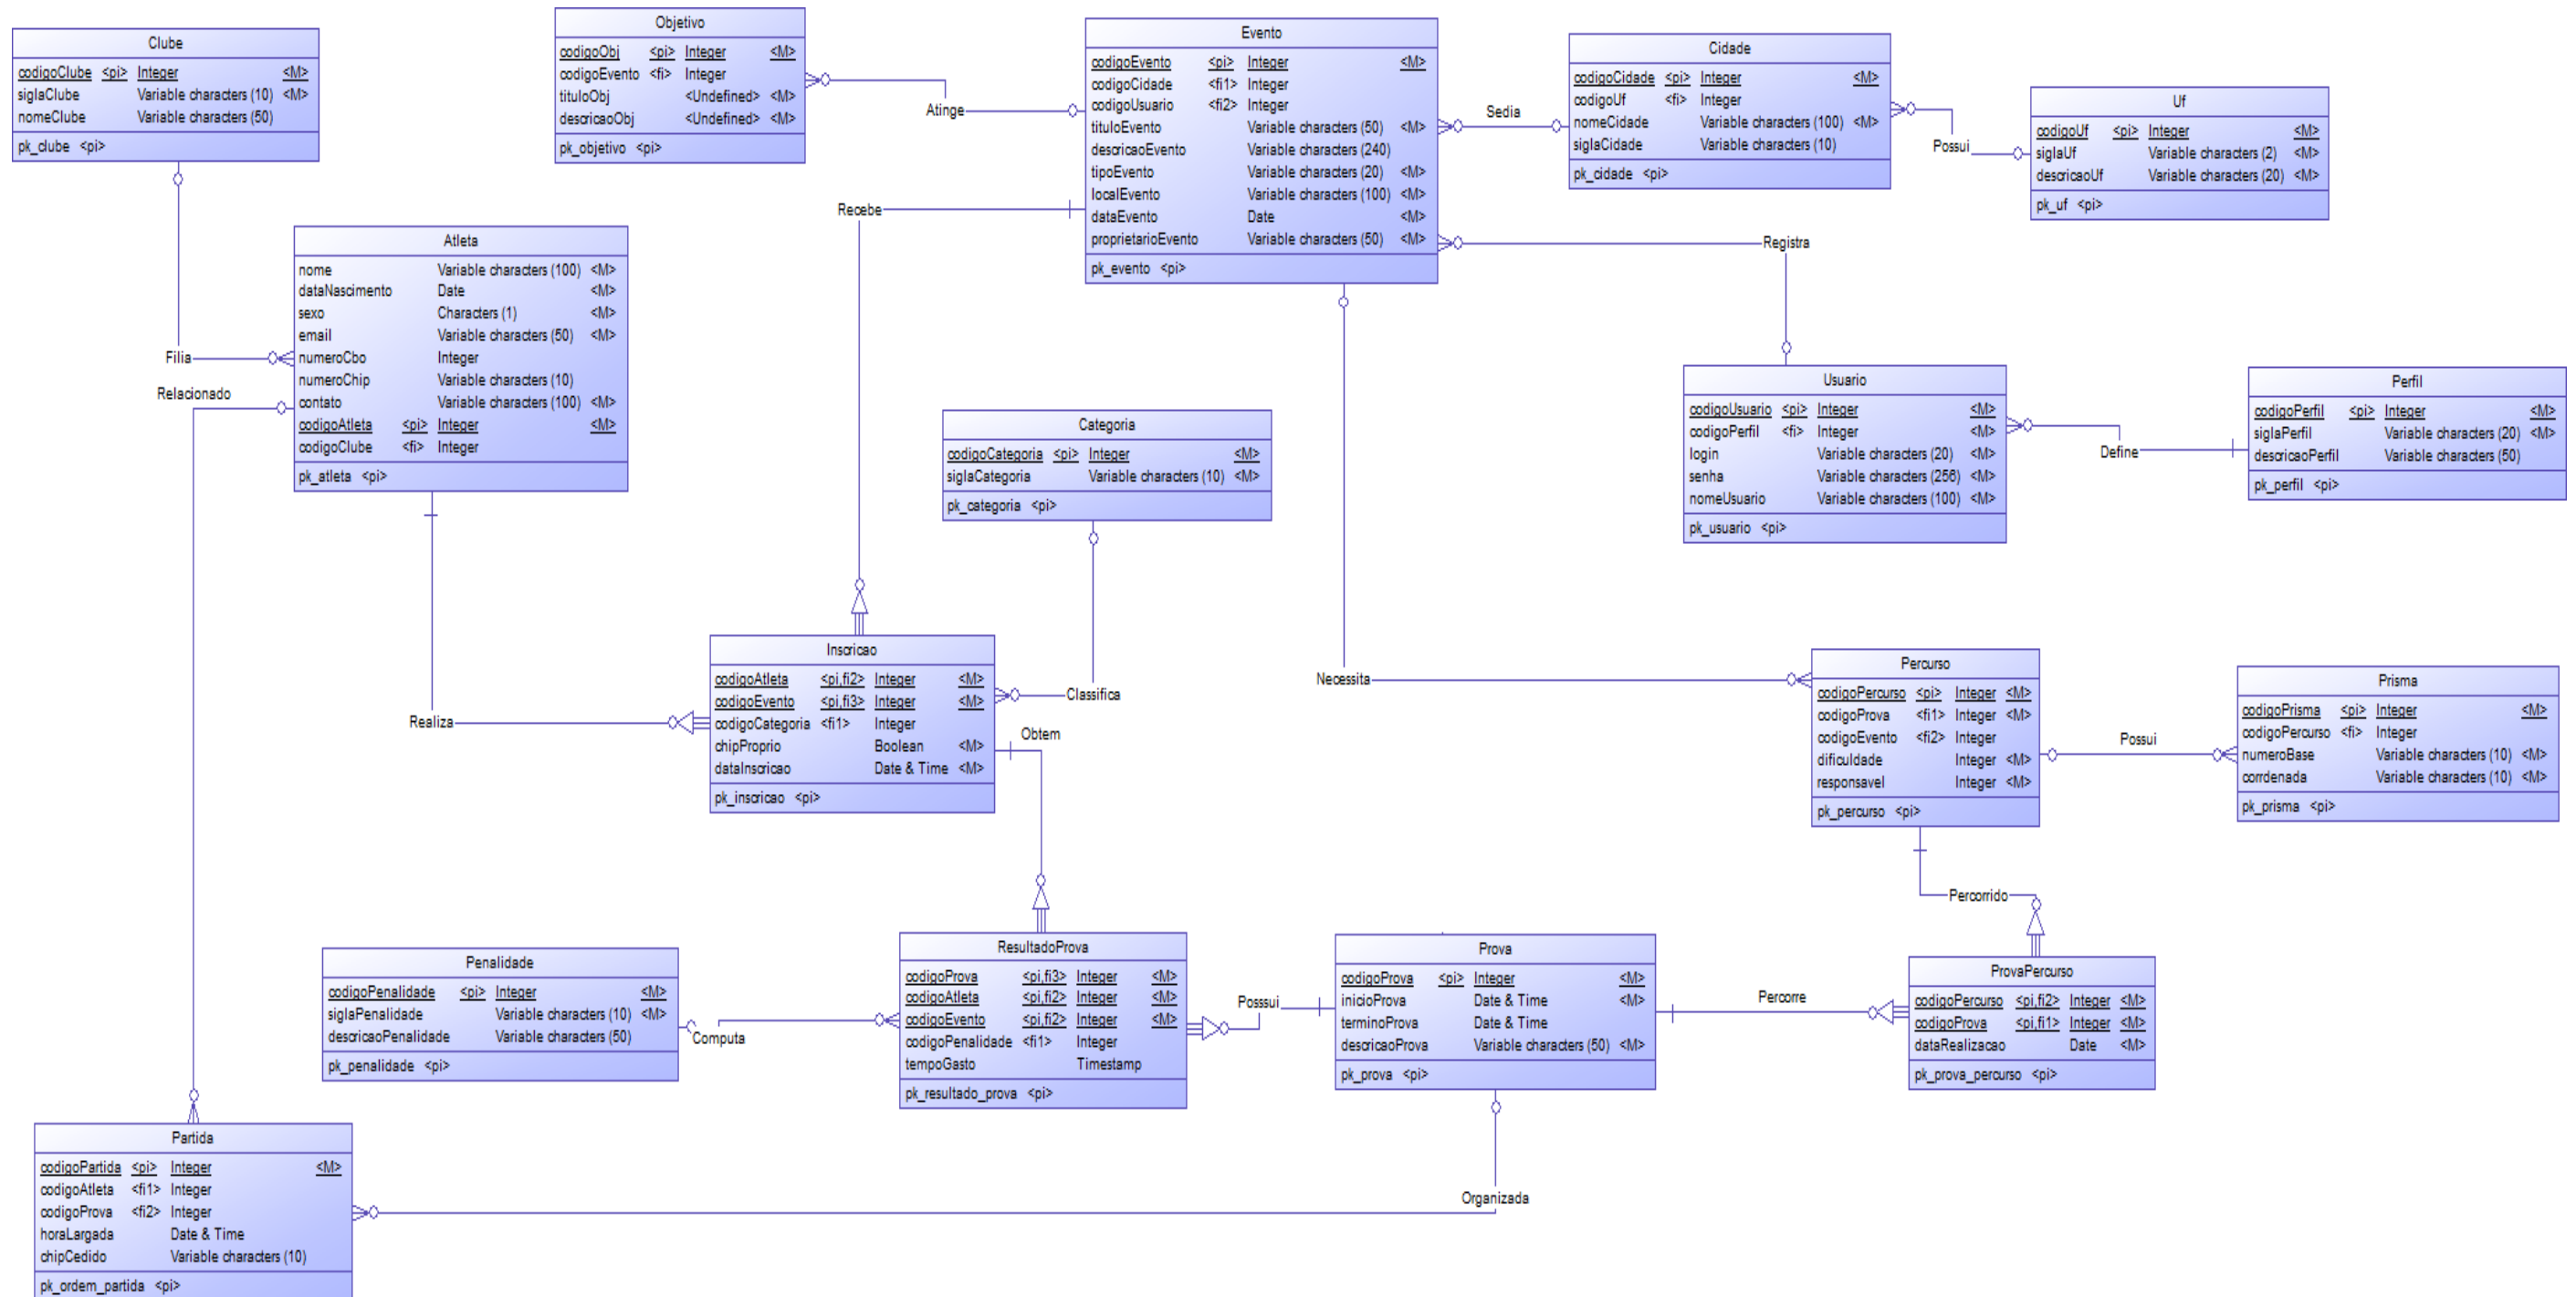 Clube
codigoClube <pi> Integer <M>
siglaClube Variable characters (10) <M>
nomeClube Variable characters (50)
pk_clube <pi>
Objetivo
codigoObj <pi> Integer <M>
codigoEvento <fi> Integer
tituloObj <Undefined> <M>
descricaoObj <Undefined> <M>
pk_objetivo <pi>
Atinge
Evento
codigoEvento <pi> Integer <M>
codigoCidade <fi1> Integer
codigoUsuario <fi2> Integer
tituloEvento Variable characters (50) <M>
descricaoEvento Variable characters (240)
tipoEvento Variable characters (20) <M>
localEvento Variable characters (100) <M>
dataEvento Date <M>
proprietarioEvento Variable characters (50) <M>
pk_evento <pi>
Sedia
Cidade
codigoCidade <pi> Integer <M>
codigoUf <fi> Integer
nomeCidade Variable characters (100) <M>
siglaCidade Variable characters (10)
pk_cidade <pi>
Possui
Uf
codigoUf <pi> Integer <M>
siglaUf Variable characters (2) <M>
descricaoUf Variable characters (20) <M>
pk_uf <pi>
Recebe
Registra
Atleta
nome Variable characters (100) <M>
dataNascimento Date <M>
sexo Characters (1) <M>
email Variable characters (50) <M>
numeroCbo Integer
numeroChip Variable characters (10)
contato Variable characters (100) <M>
codigoAtleta <pi> Integer <M>
codigoClube <fi> Integer
pk_atleta <pi>
Filia
Relacionado
Categoria
codigoCategoria <pi> Integer <M>
siglaCategoria Variable characters (10) <M>
pk_categoria <pi>
Usuario
codigoUsuario <pi> Integer <M>
codigoPerfil <fi> Integer <M>
login Variable characters (20) <M>
senha Variable characters (256) <M>
nomeUsuario Variable characters (100) <M>
pk_usuario <pi>
Define
Perfil
codigoPerfil <pi> Integer <M>
siglaPerfil Variable characters (20) <M>
descricaoPerfil Variable characters (50)
pk_perfil <pi>
Realiza
Inscricao
codigoAtleta <pi,fi2> Integer <M>
codigoEvento <pi,fi3> Integer <M>
codigoCategoria <fi1> Integer
chipProprio Boolean <M>
dataInscricao Date & Time <M>
pk_inscricao <pi>
Classifica
Obtem
Necessita
Percurso
codigoPercurso <pi> Integer <M>
codigoProva <fi1> Integer <M>
codigoEvento <fi2> Integer
dificuldade Integer <M>
responsavel Integer <M>
pk_percurso <pi>
Possui
Prisma
codigoPrisma <pi> Integer <M>
codigoPercurso <fi> Integer
numeroBase Variable characters (10) <M>
corrdenada Variable characters (10) <M>
pk_prisma <pi>
Percorrido
Penalidade
codigoPenalidade <pi> Integer <M>
siglaPenalidade Variable characters (10) <M>
descricaoPenalidade Variable characters (50)
pk_penalidade <pi>
Computa
ResultadoProva
codigoProva <pi,fi3> Integer <M>
codigoAtleta <pi,fi2> Integer <M>
codigoEvento <pi,fi2> Integer <M>
codigoPenalidade <fi1> Integer
tempoGasto Timestamp
pk_resultado_prova <pi>
Posssui
Prova
codigoProva <pi> Integer <M>
inicioProva Date & Time <M>
terminoProva Date & Time
descricaoProva Variable characters (50) <M>
pk_prova <pi>
Percorre
ProvaPercurso
codigoPercurso <pi,fi2> Integer <M>
codigoProva <pi,fi1> Integer <M>
dataRealizacao Date <M>
pk_prova_percurso <pi>
Partida
codigoPartida <pi> Integer <M>
codigoAtleta <fi1> Integer
codigoProva <fi2> Integer
horaLargada Date & Time
chipCedido Variable characters (10)
pk_ordem_partida <pi>
Organizada